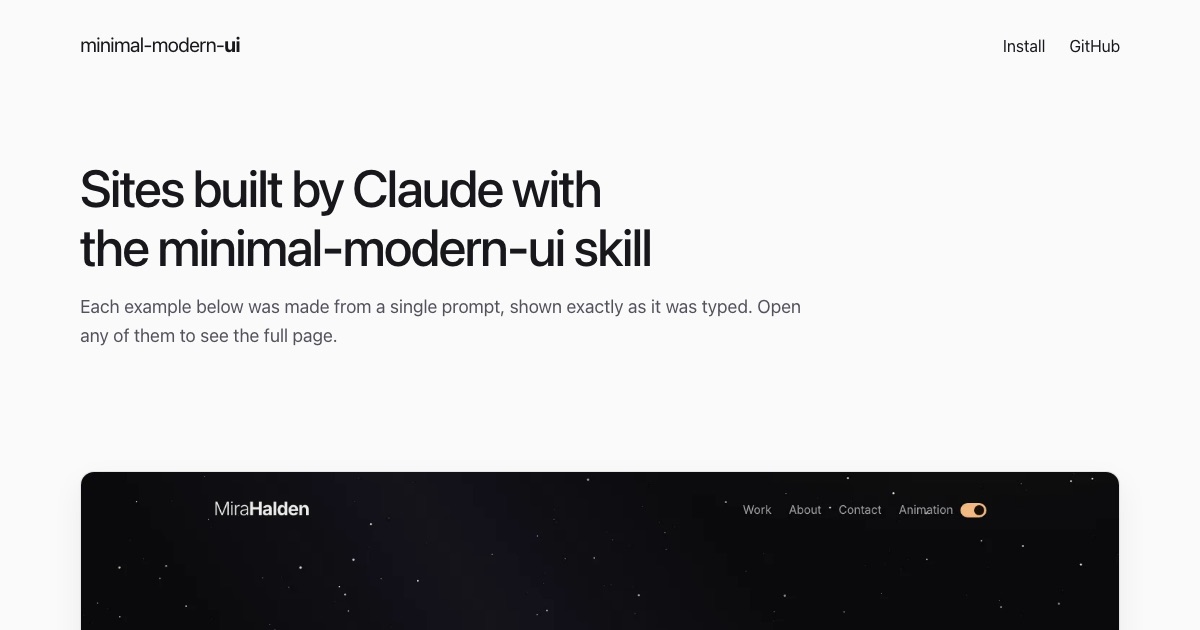 minimal-modern-ui
Install GitHub
Sites built by Claude with
the minimal-modern-ui skill
Each example below was made from a single prompt, shown exactly as it was typed. Open
any of them to see the full page.
MiraHalden
Work About Contact Animation